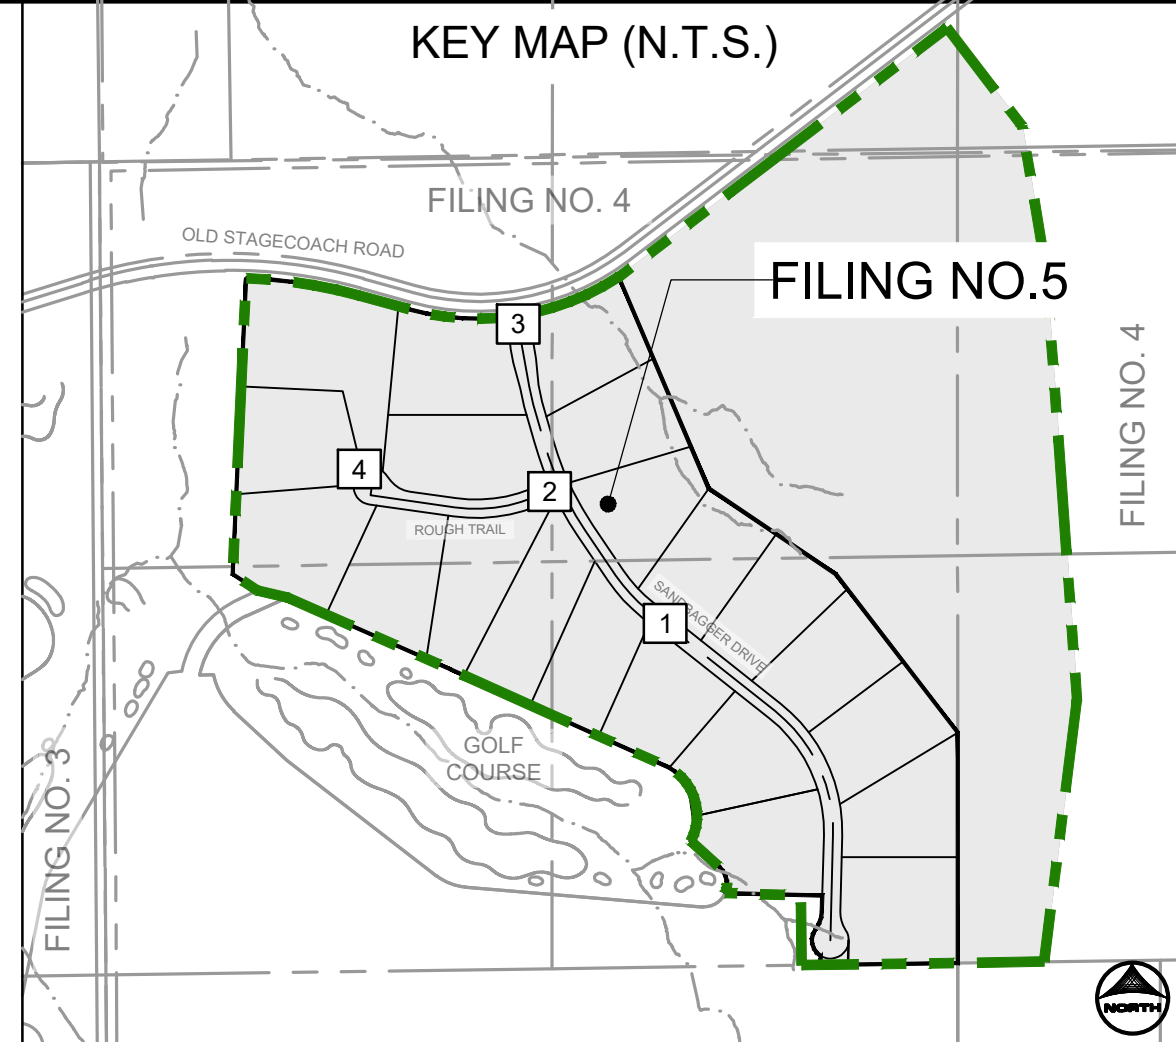 KEY MAP (N.T.S.)
FILING NO. 4
OLD STAGECOACH ROAD
FILING NO.5
3
FILING NO. 4
4
2
ROUGH TRAIL
SANDBAGGER DRIVE
1
GOLF
COURSE
FILING NO. 3
NORTH